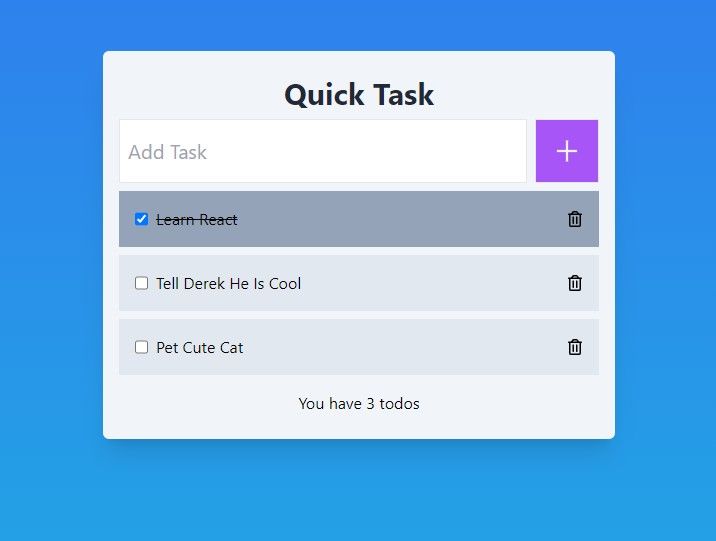 Quick Task
Add Task
Learn React
Tell Derek He Is Cool
Pet Cute Cat
You have 3 todos